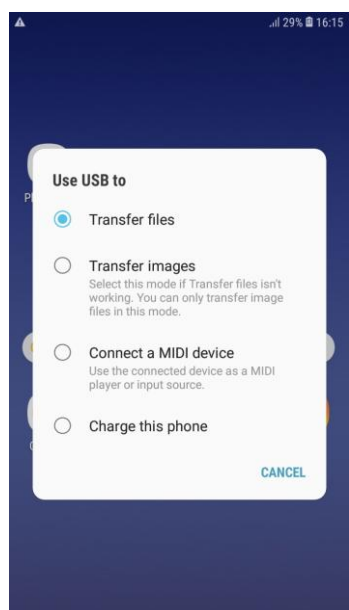 29% 16:15
Use USB to
Transfer files
Transfer images
Select this mode if Transfer files isn't
working. You can only transfer image
files in this mode.
Connect a MIDI device
Use the connected device as a MIDI
player or input source.
Charge this phone
CANCEL